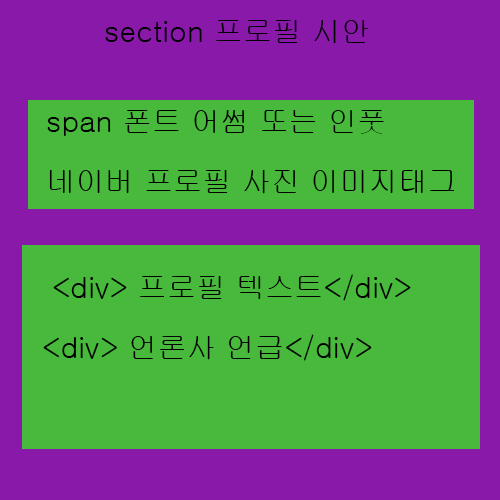 section 프로필 시안
span 폰트 어썸 또는 인풋
네이버 프로필 사진 이미지태그
<div> 프로필 텍스트</div>
<div> 언론사 언급</div>